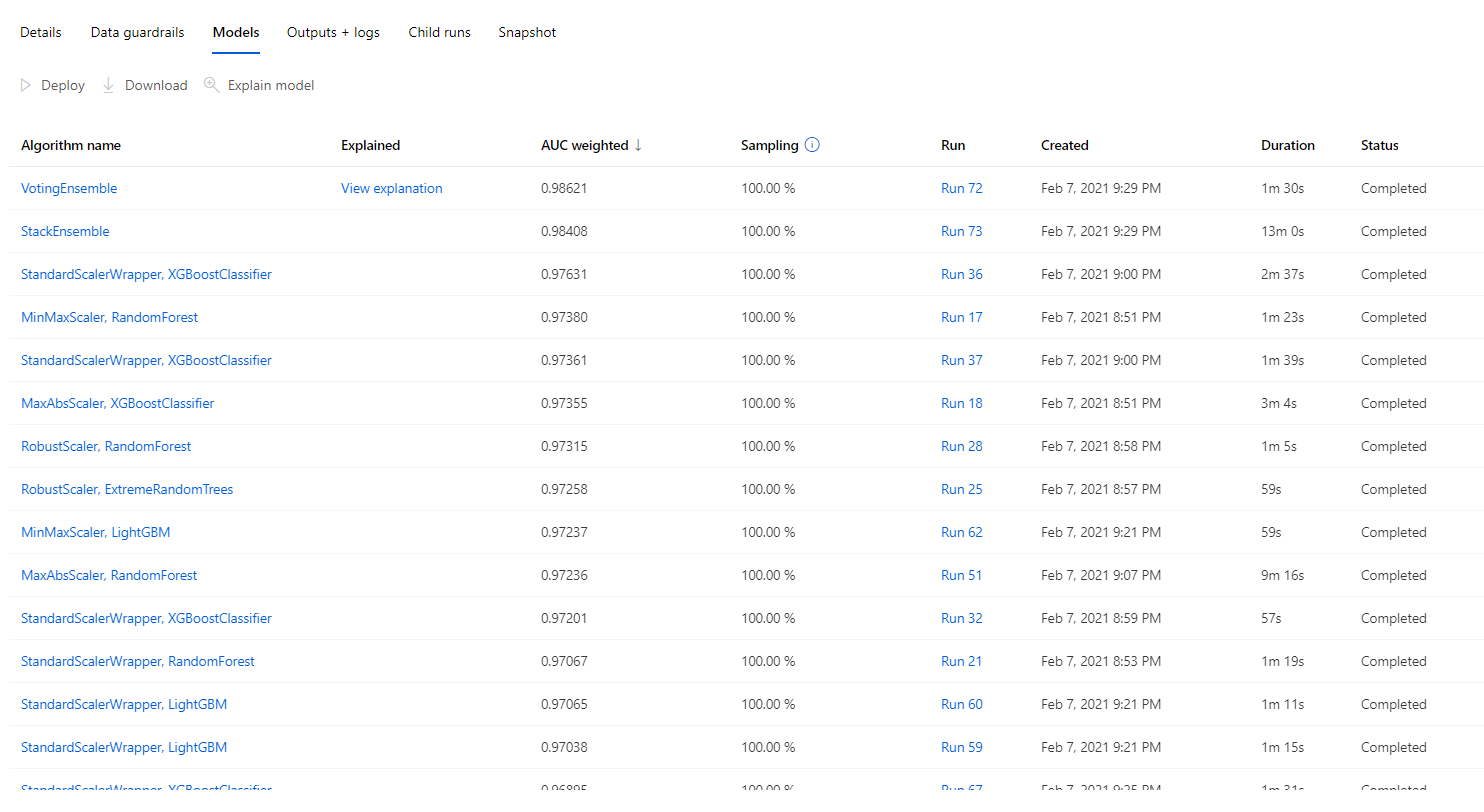 Details Data guardrails Models Outputs + logs Child runs Snapshot
Deploy Download Explain model
Algorithm name Explained AUC weighted ↓ Sampling Run Created Duration Status
VotingEnsemble View explanation 0.98621 100.00 % Run 72 Feb 7, 2021 9:29 PM 1m 30s Completed
StackEnsemble 0.98408 100.00 % Run 73 Feb 7, 2021 9:29 PM 13m 0s Completed
StandardScalerWrapper, XGBoostClassifier 0.97631 100.00 % Run 36 Feb 7, 2021 9:00 PM 2m 37s Completed
MinMaxScaler, RandomForest 0.97380 100.00 % Run 17 Feb 7, 2021 8:51 PM 1m 23s Completed
StandardScalerWrapper, XGBoostClassifier 0.97361 100.00 % Run 37 Feb 7, 2021 9:00 PM 1m 39s Completed
MaxAbsScaler, XGBoostClassifier 0.97355 100.00 % Run 18 Feb 7, 2021 8:51 PM 3m 4s Completed
RobustScaler, RandomForest 0.97315 100.00 % Run 28 Feb 7, 2021 8:58 PM 1m 5s Completed
RobustScaler, ExtremeRandomTrees 0.97258 100.00 % Run 25 Feb 7, 2021 8:57 PM 59s Completed
MinMaxScaler, LightGBM 0.97237 100.00 % Run 62 Feb 7, 2021 9:21 PM 59s Completed
MaxAbsScaler, RandomForest 0.97236 100.00 % Run 51 Feb 7, 2021 9:07 PM 9m 16s Completed
StandardScalerWrapper, XGBoostClassifier 0.97201 100.00 % Run 32 Feb 7, 2021 8:59 PM 57s Completed
StandardScalerWrapper, RandomForest 0.97067 100.00 % Run 21 Feb 7, 2021 8:53 PM 1m 19s Completed
StandardScalerWrapper, LightGBM 0.97065 100.00 % Run 60 Feb 7, 2021 9:21 PM 1m 11s Completed
StandardScalerWrapper, LightGBM 0.97038 100.00 % Run 59 Feb 7, 2021 9:21 PM 1m 15s Completed
StandardScalerWrapper, XGBoostClassifier 100.00 % Run Feb 7, 2021 PM Completed